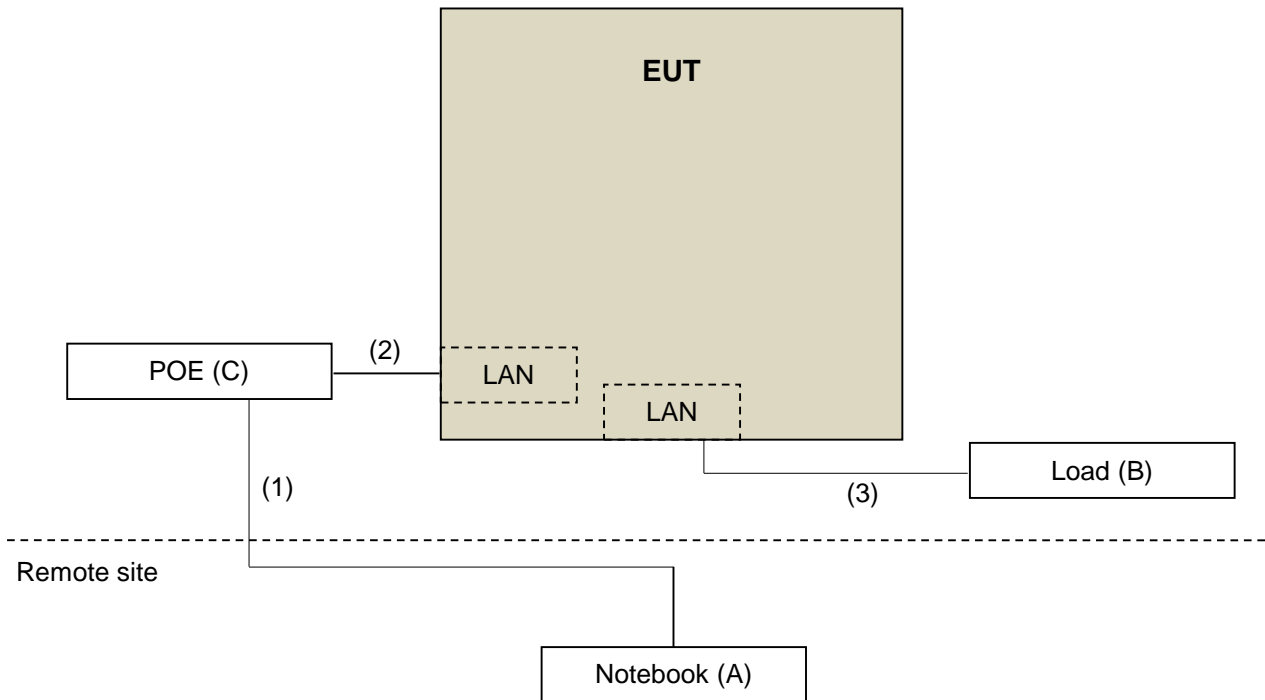 EUT
(2)
POE (C)
LAN
LAN
Load (B)
(1)
(3)
Remote site
Notebook (A)